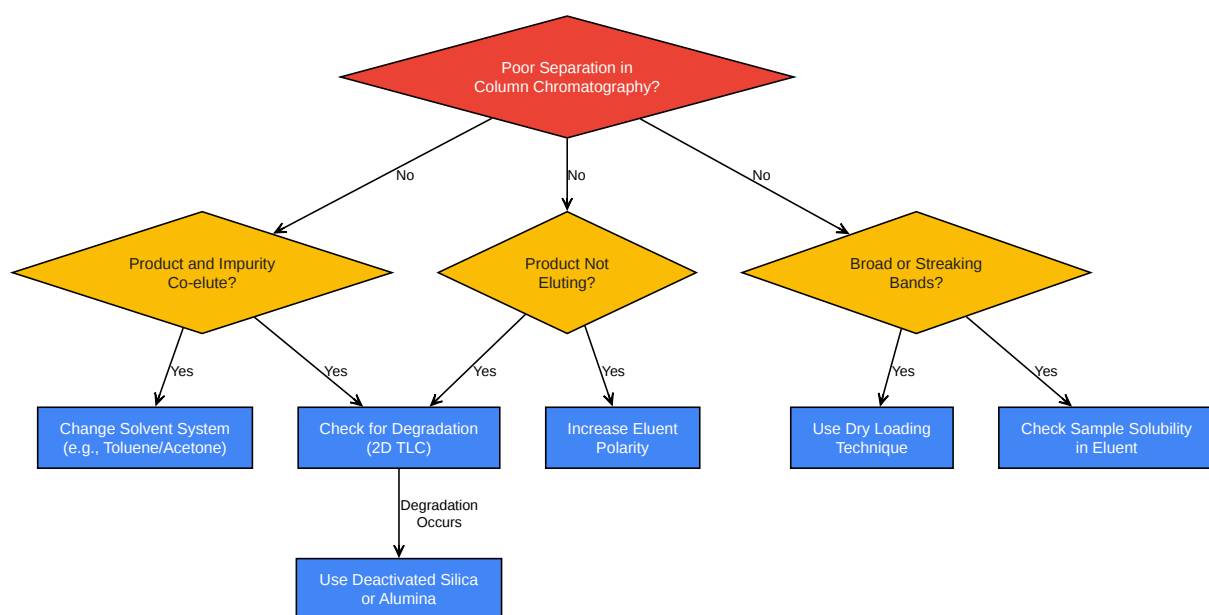 Poor Separation in
Column Chromatography?
No
No
No
Product and Impurity
Co-elute?
Product Not
Eluting?
Broad or Streaking
Bands?
Yes
Yes
Yes
Yes
Yes
Yes
Change Solvent System
(e.g., Toluene/Acetone)
Check for Degradation
(2D TLC)
Increase Eluent
Polarity
Use Dry Loading
Technique
Check Sample Solubility
in Eluent
Degradation
Occurs
Use Deactivated Silica
or Alumina